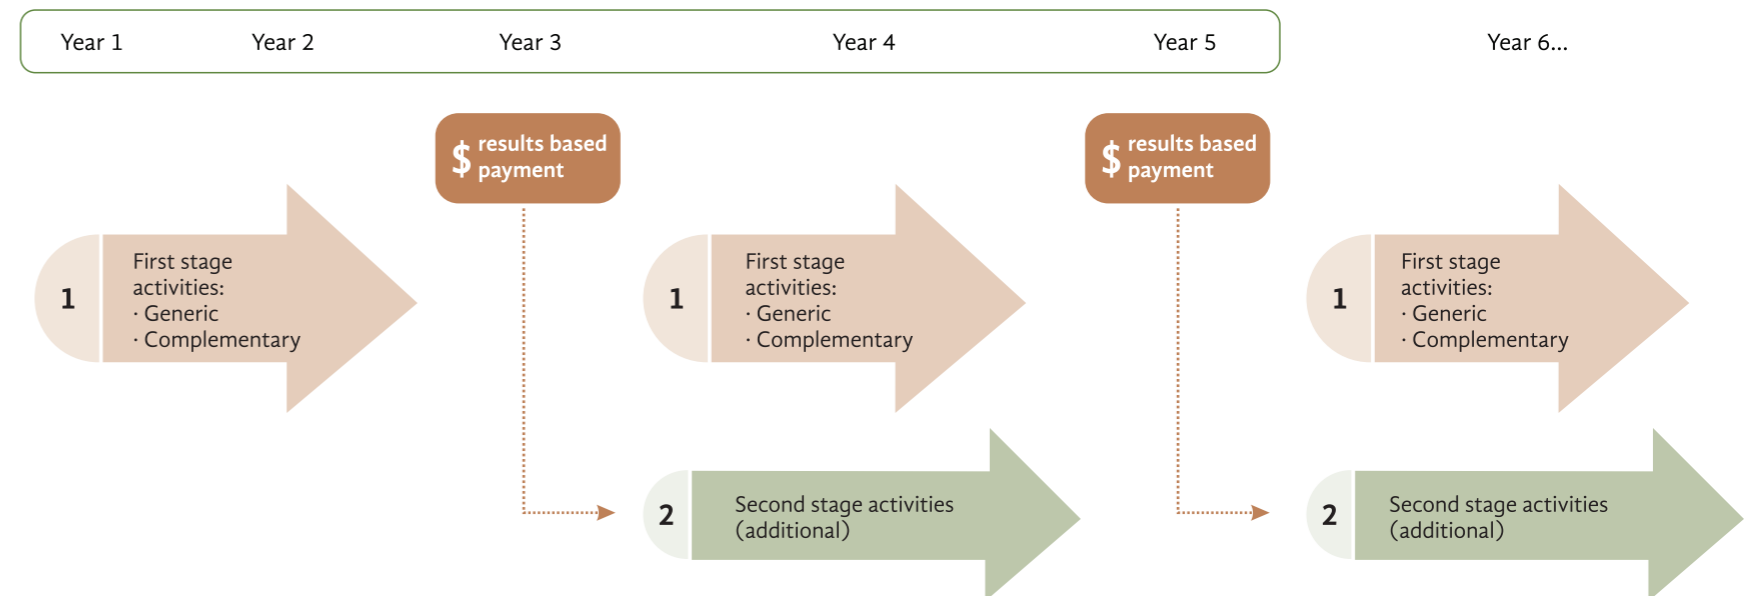 Year 1
Year 2
Year 3
Year 4
Year 5
Year 6...
$ results based
payment
$ results based
payment
1
First stage
activities:
· Generic
· Complementary
1
First stage
activities:
· Generic
· Complementary
1
First stage
activities:
· Generic
· Complementary
2
Second stage activities
(additional)
2
Second stage activities
(additional)